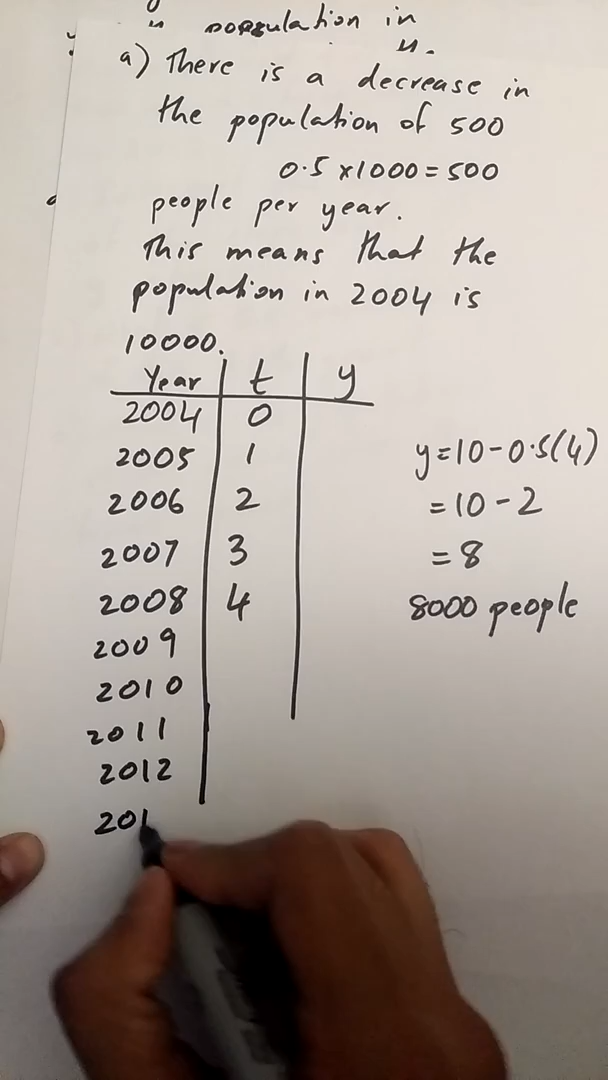 population in
a) There is a decrease in
the population of 500
0.5 x1000 = 500
people per year.
This means that the
population in 2004 is
10000.
Year t y
2004 0
2005 1
2006 2
2007 3
2008 4
2009
2010
2011
2012
201
y=10-0.5(4)
=10-2
=8
8000 people